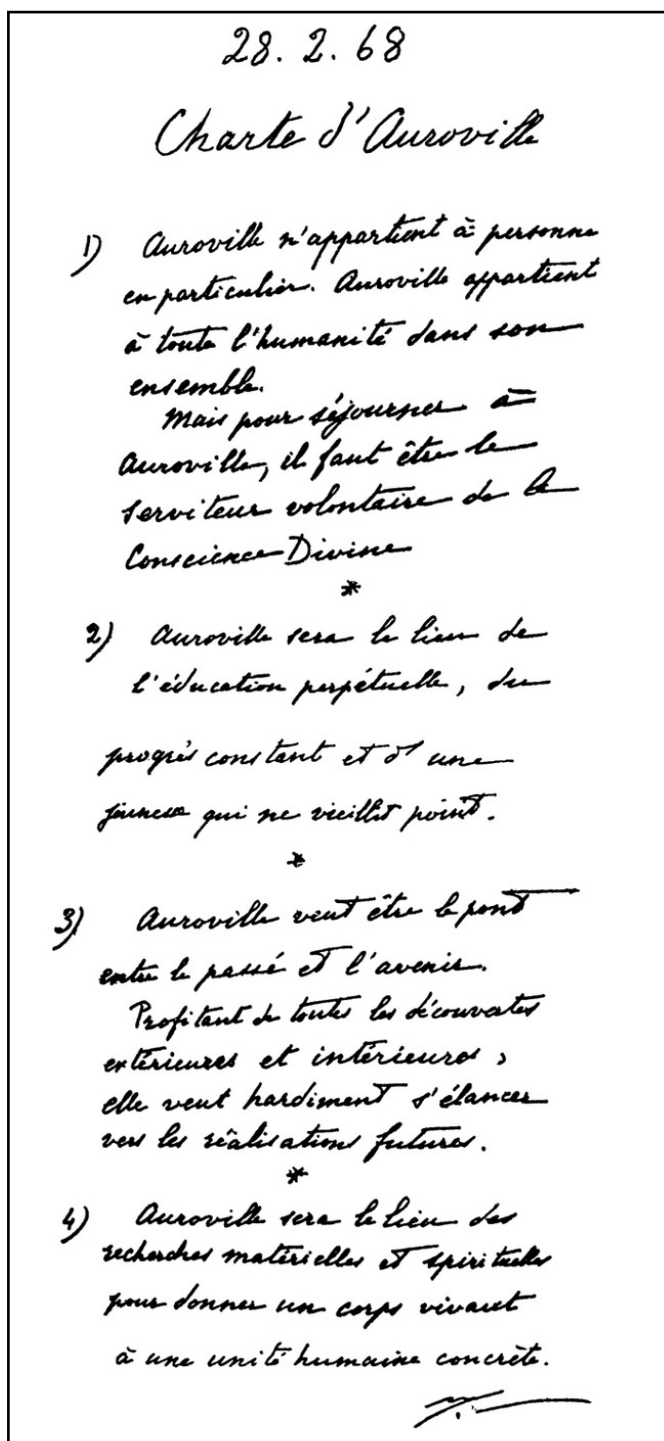 28. 2. 68
Charte d'Auroville
1) Auroville n'appartient à personne
en particulier. Auroville appartient
à toute l'humanité dans son
ensemble.
Mais pour séjourner à
Auroville, il faut être le
serviteur volontaire de la
Conscience Divine
*
2) Auroville sera le lieu de
l'éducation perpétuelle, du
progrès constant et d'une
jeunesse qui ne vieillit point.
*
3) Auroville veut être le pont
entre le passé et l'avenir.
Profitant de toutes les découvertes
extérieures et intérieures,
elle veut hardiment s'élancer
vers les réalisations futures.
*
4) Auroville sera le lieu des
recherches matérielles et spirituelles
pour donner un corps vivant
à une unité humaine concrète.